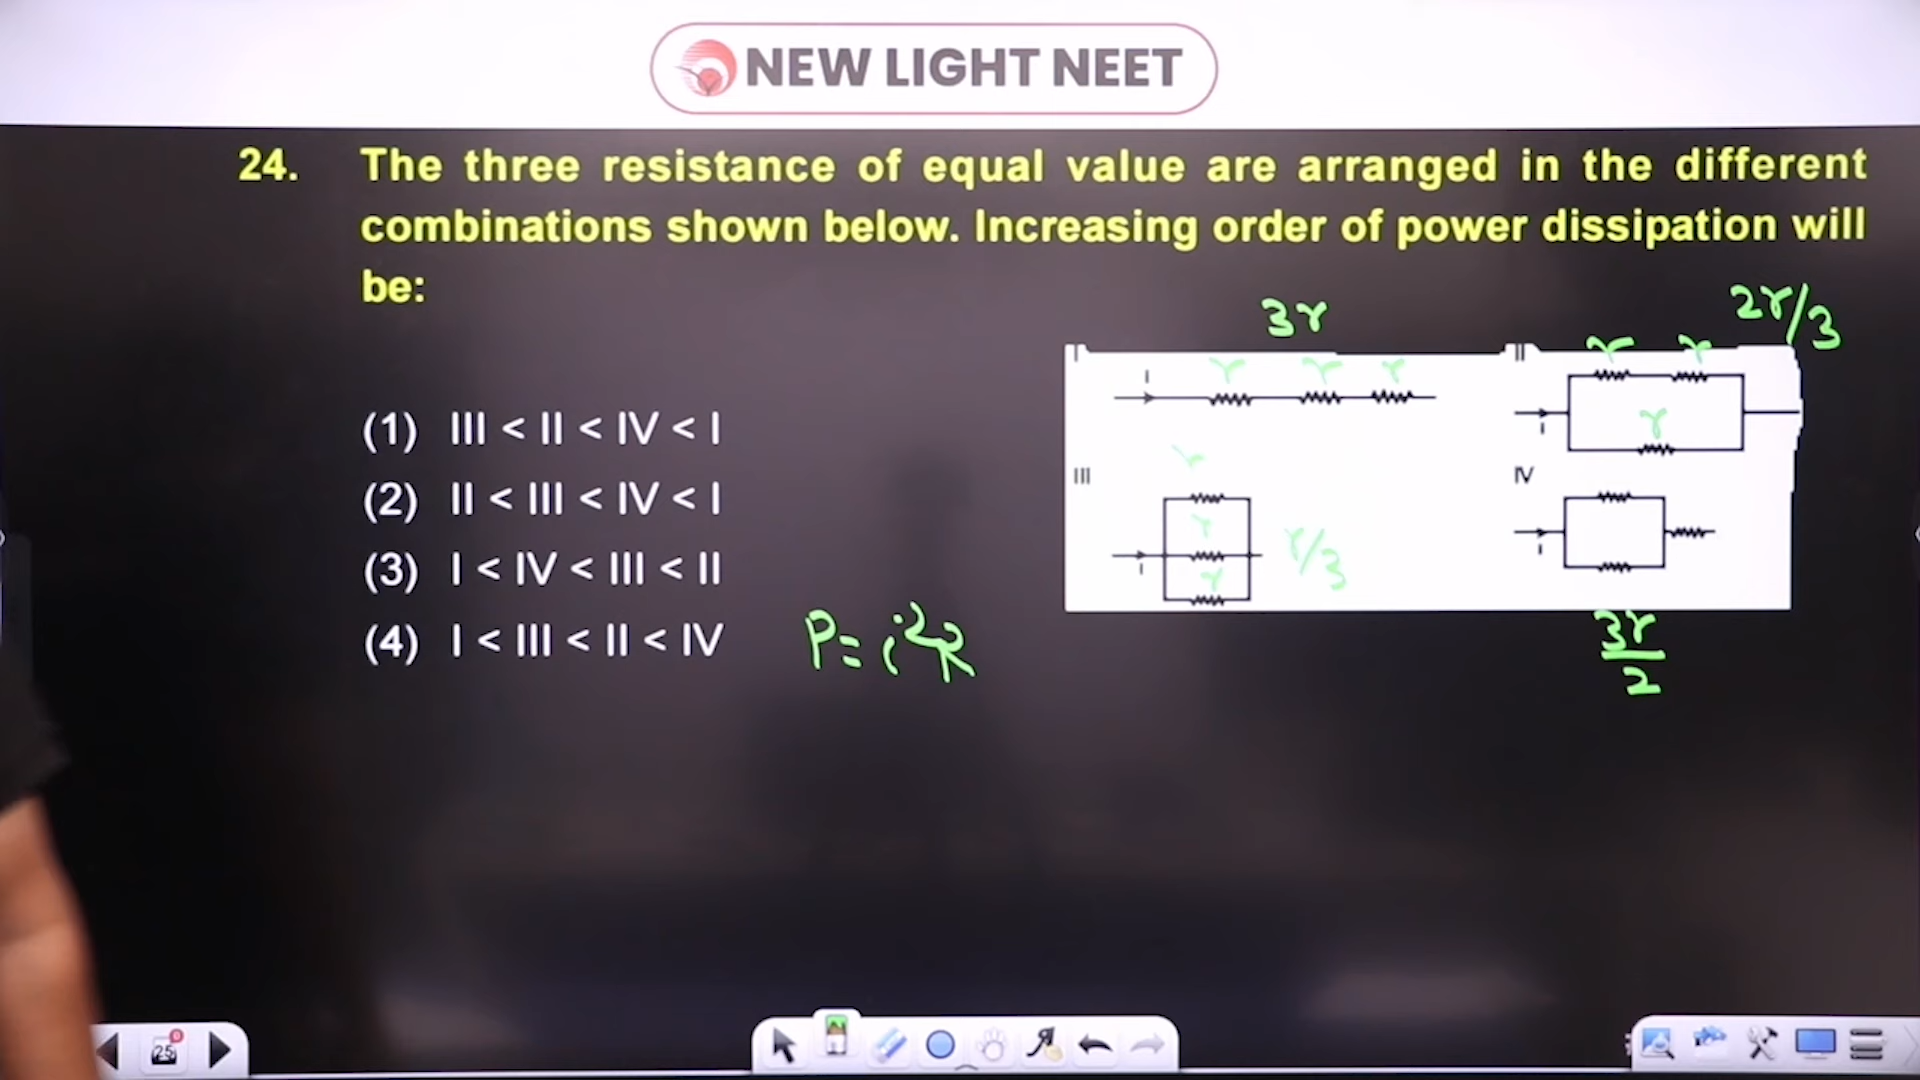 NEW LIGHT NEET
24. The three resistance of equal value are arranged in the different
combinations shown below. Increasing order of power dissipation will
be:
(1) III < II < IV < I
(2) II < III < IV < I
(3) I < IV < III < II
(4) I < III < II < IV
P = i²R
3r
I
I
r r r
2r/3
II
r r
I
r
III
r
r
r
I
r/3
IV
I
3r/2
25